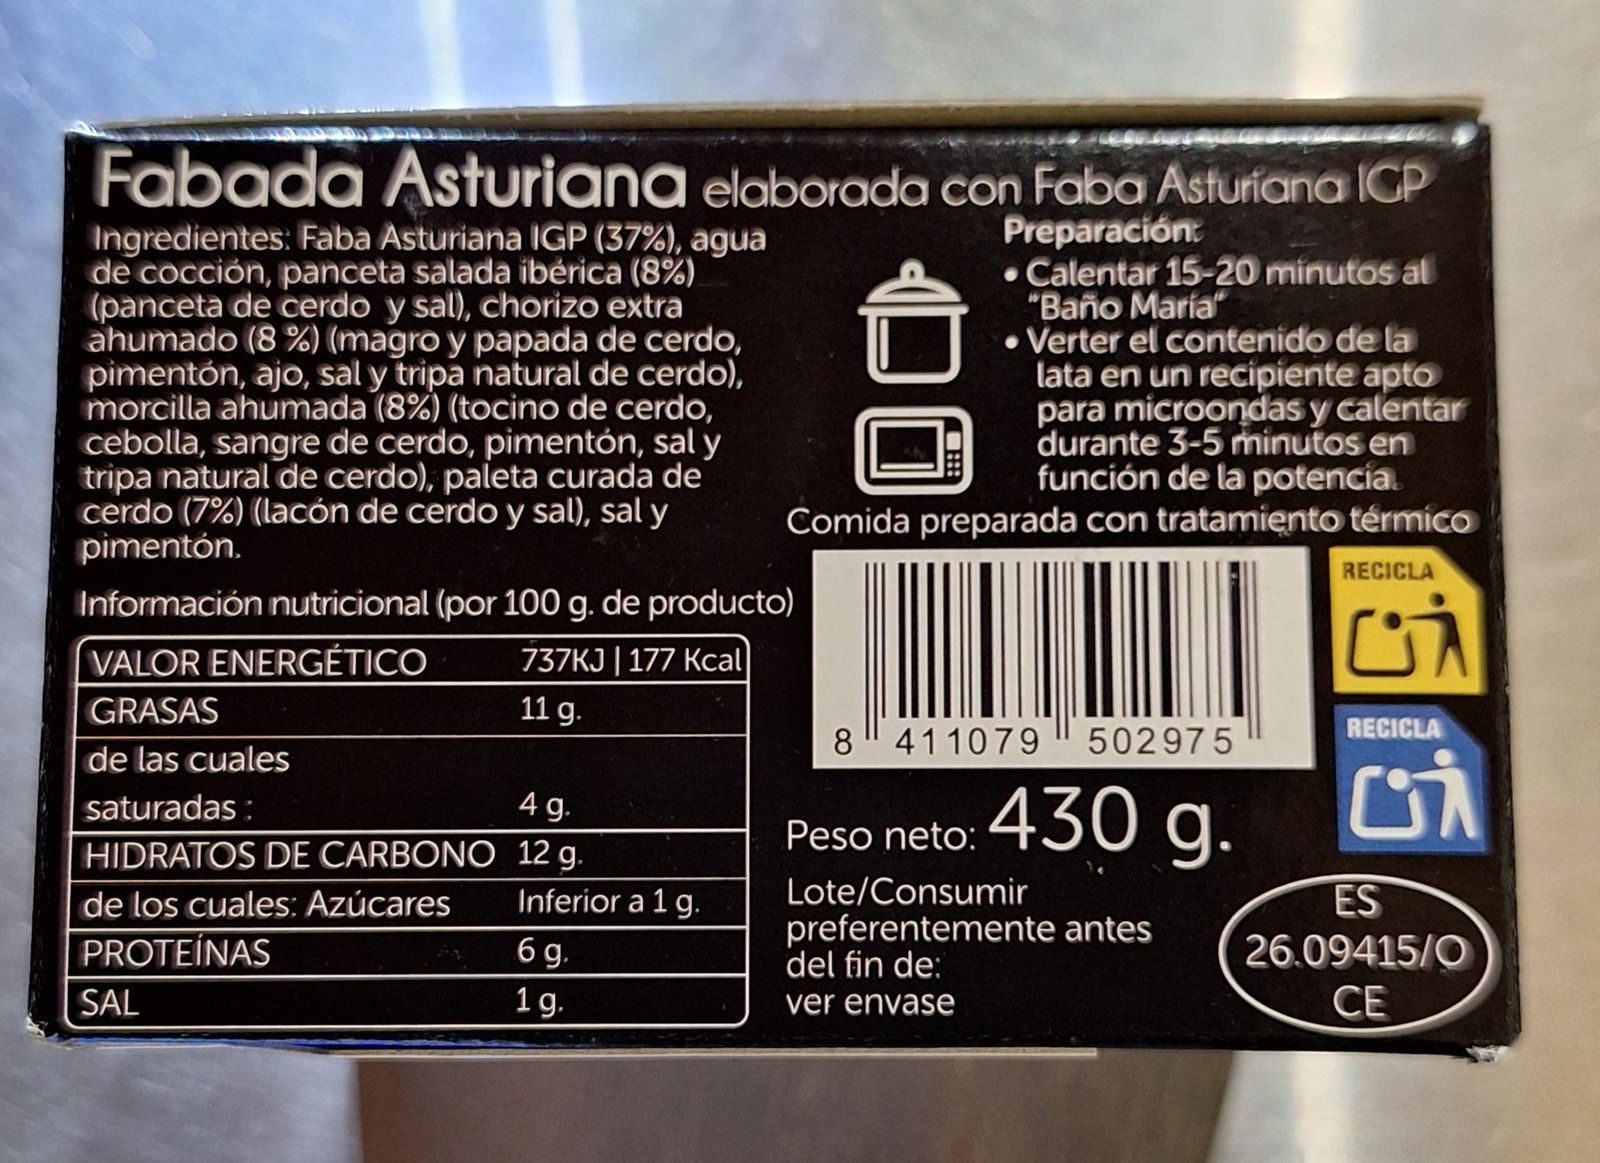 Fabada Asturiana elaborada con Faba Asturiana IGP
Ingredientes: Faba Asturiana IGP (37%), agua
de cocción, panceta salada ibérica (8%)
(panceta de cerdo y sal), chorizo extra
ahumado (8 %) (magro y papada de cerdo,
pimentón, ajo, sal y tripa natural de cerdo),
morcilla ahumada (8%) (tocino de cerdo,
cebolla, sangre de cerdo, pimentón, sal y
tripa natural de cerdo), paleta curada de
cerdo (7%) (lacón de cerdo y sal), sal y
pimentón.
Información nutricional (por 100 g. de producto)
VALOR ENERGÉTICO 737KJ | 177 Kcal
GRASAS 11 g.
de las cuales
saturadas : 4 g.
HIDRATOS DE CARBONO 12 g.
de los cuales: Azúcares Inferior a 1 g.
PROTEÍNAS 6 g.
SAL 1 g.
Preparación:
• Calentar 15-20 minutos al
"Baño María"
• Verter el contenido de la
lata en un recipiente apto
para microondas y calentar
durante 3-5 minutos en
función de la potencia.
Comida preparada con tratamiento térmico
8 411079 502975
RECICLA
RECICLA
Peso neto: 430 g.
Lote/Consumir
preferentemente antes
del fin de:
ver envase
ES
26.09415/O
CE